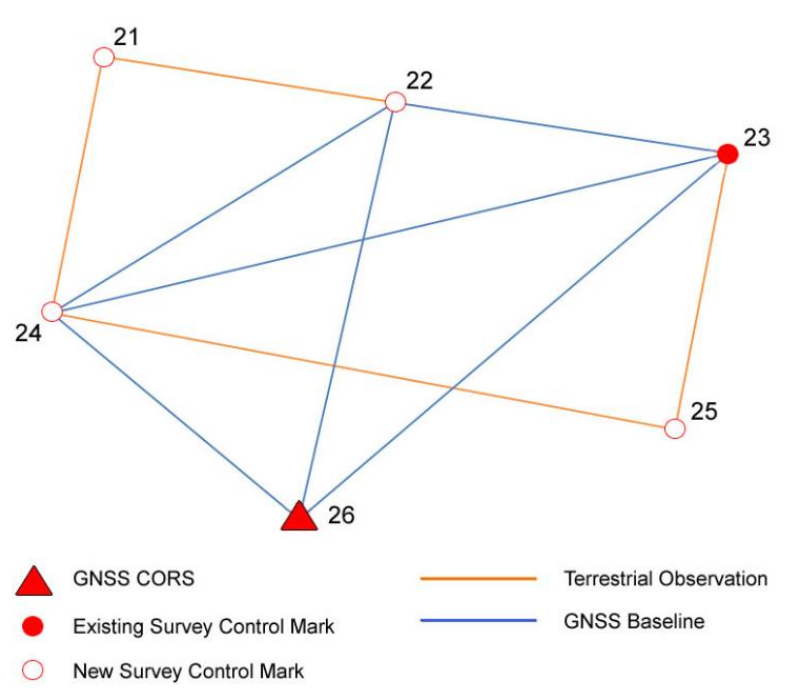 21
22
23
24
25
26
GNSS CORS
Terrestrial Observation
Existing Survey Control Mark
GNSS Baseline
New Survey Control Mark